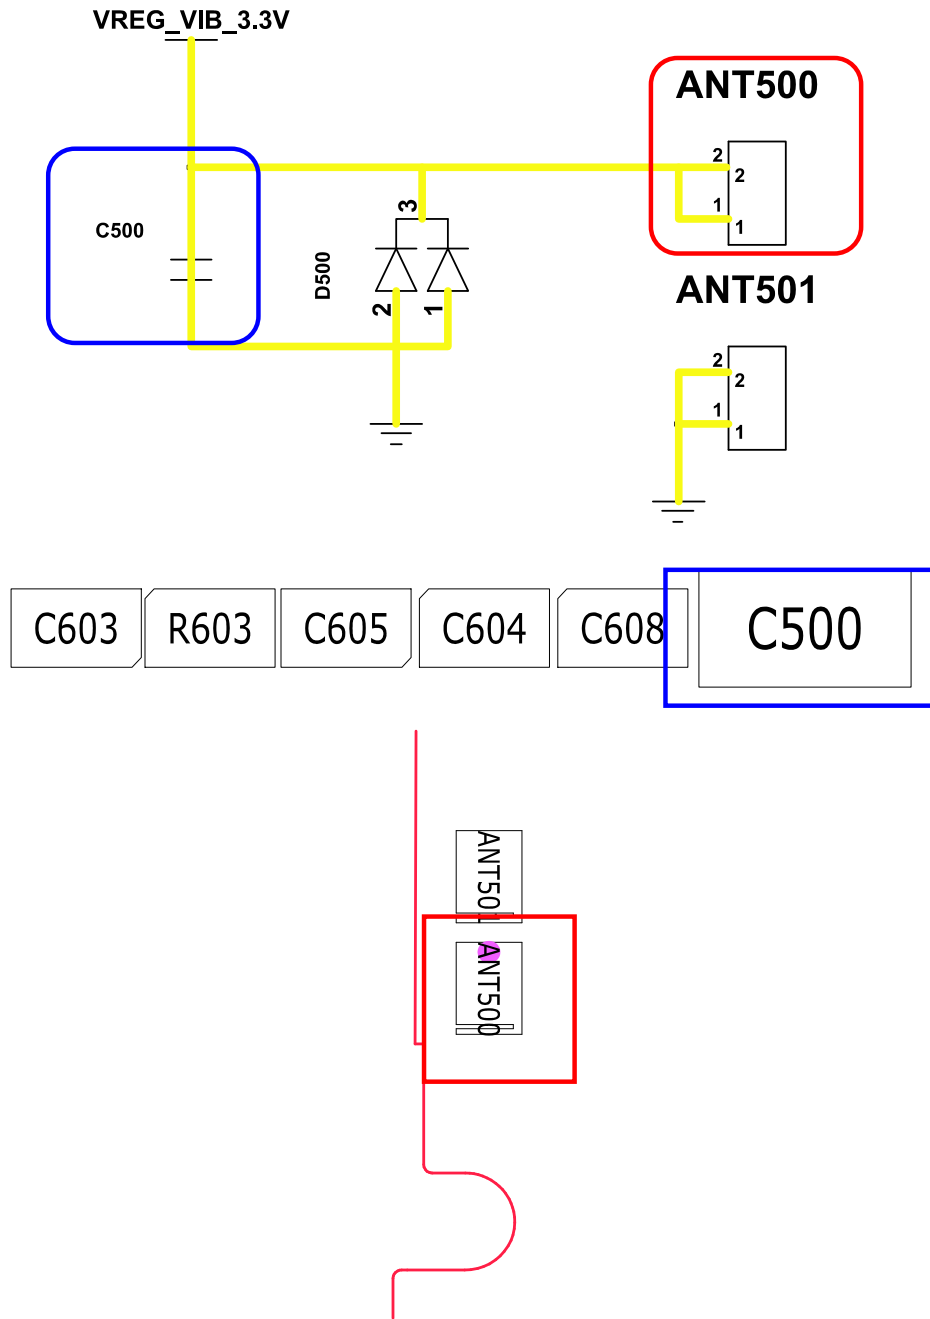 VREG_VIB_3.3V
ANT500
2
2
C500
3
1
1
D500
ANT501
2
1
2
2
1
1
C603
R603
C605
C604
C608
C500
ANT501
ANT500